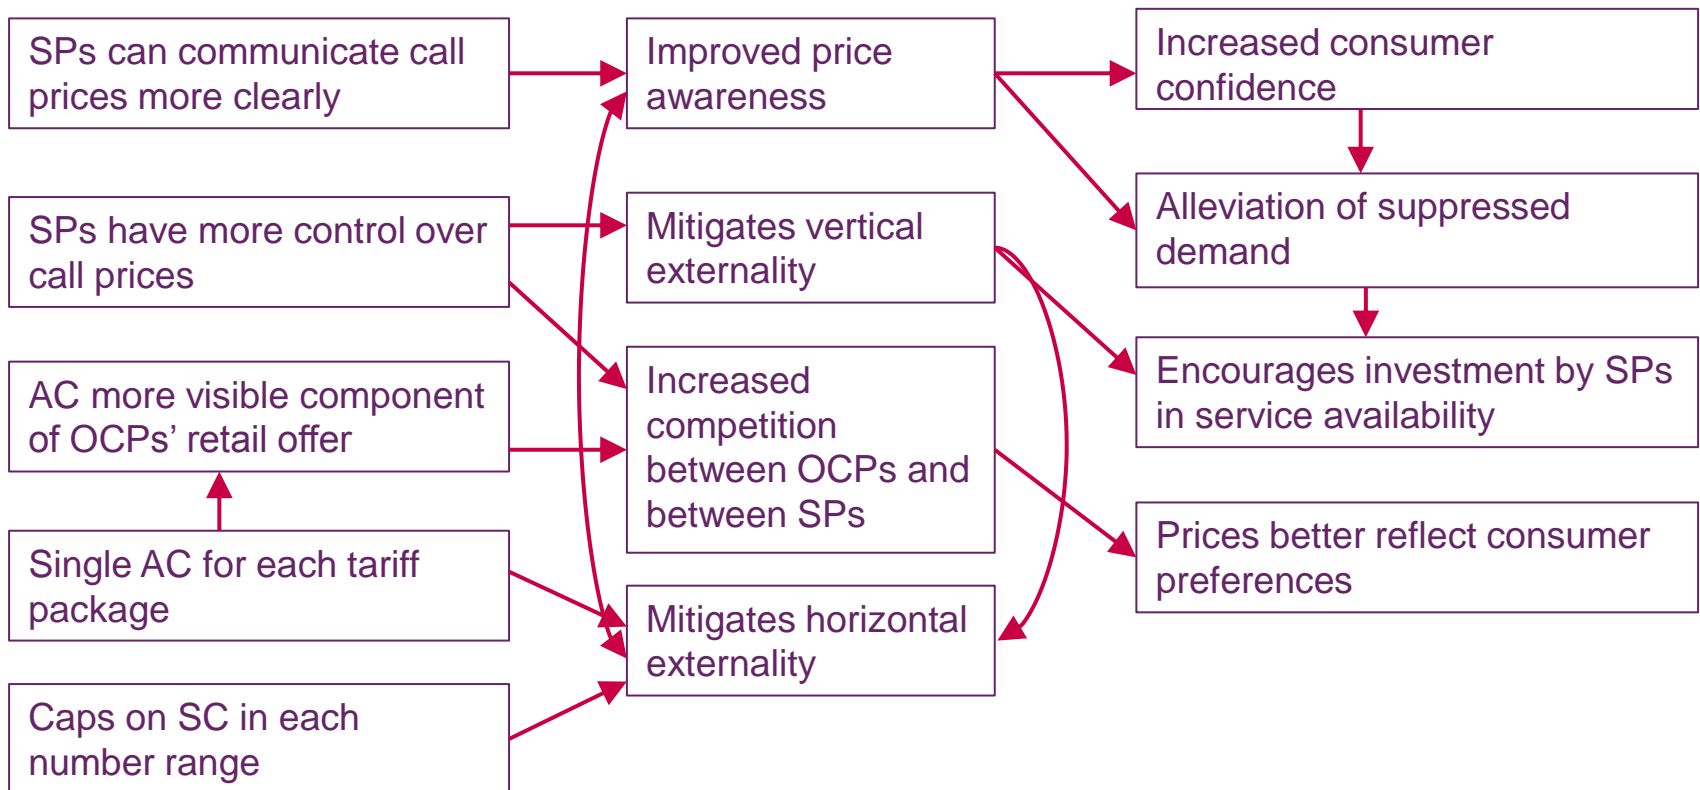 SPs can communicate call
prices more clearly
SPs have more control over
call prices
AC more visible component
of OCPs’ retail offer
Single AC for each tariff
package
Caps on SC in each
number range
Improved price
awareness
Mitigates vertical
externality
Increased
competition
between OCPs and
between SPs
Mitigates horizontal
externality
Increased consumer
confidence
Alleviation of suppressed
demand
Encourages investment by SPs
in service availability
Prices better reflect consumer
preferences